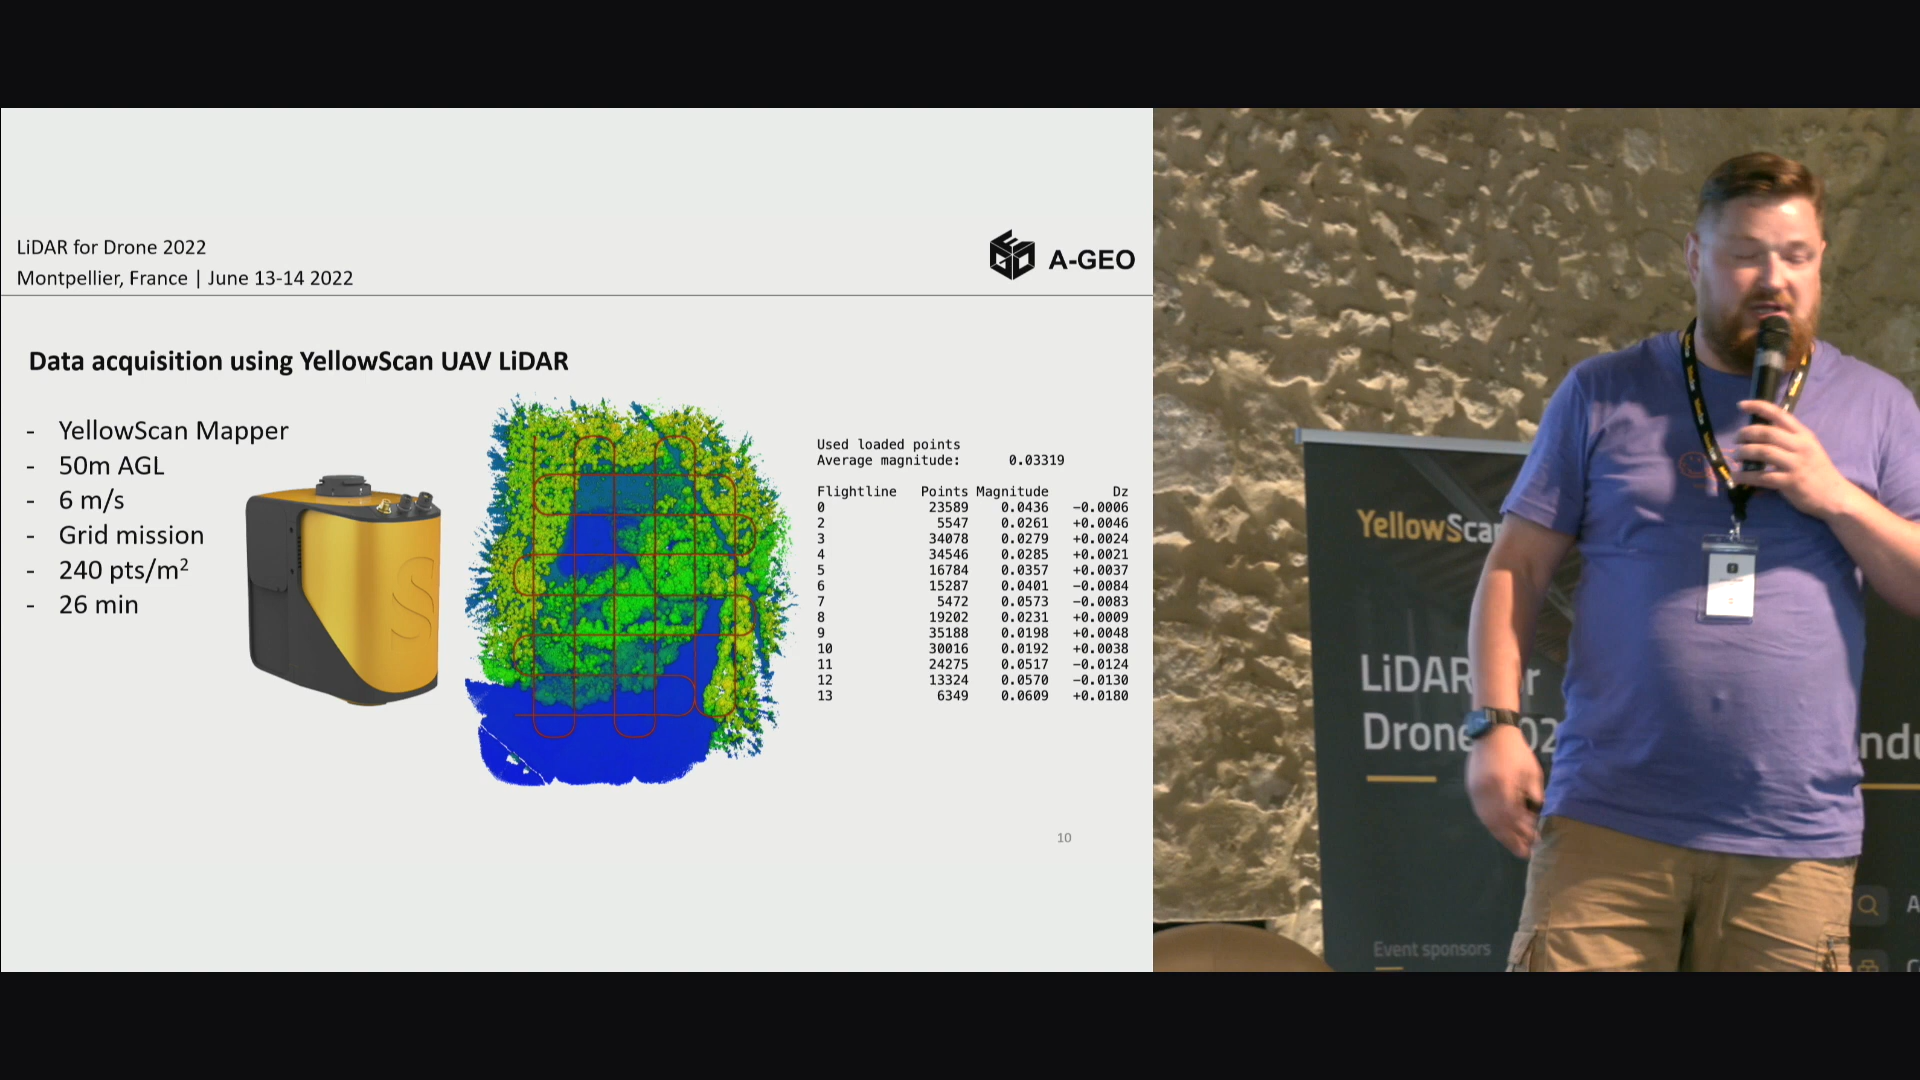 LiDAR for Drone 2022
Montpellier, France | June 13-14 2022
A-GEO
Data acquisition using YellowScan UAV LiDAR
- YellowScan Mapper
- 50m AGL
- 6 m/s
- Grid mission
- 240 pts/m²
- 26 min
Used loaded points
Average magnitude: 0.03319
Flightline Points Magnitude Dz
0 23589 0.0436 -0.0006
2 5547 0.0261 +0.0046
3 34078 0.0279 +0.0024
4 34546 0.0285 +0.0021
5 16784 0.0357 +0.0037
6 15287 0.0401 -0.0084
7 5472 0.0573 -0.0083
8 19202 0.0231 +0.0009
9 35188 0.0198 +0.0048
10 30016 0.0192 +0.0038
11 24275 0.0517 -0.0124
12 13324 0.0570 -0.0130
13 6349 0.0609 +0.0180
10
YellowSca
LiDAR r
Drone 02
ndu
Event sponsors
A